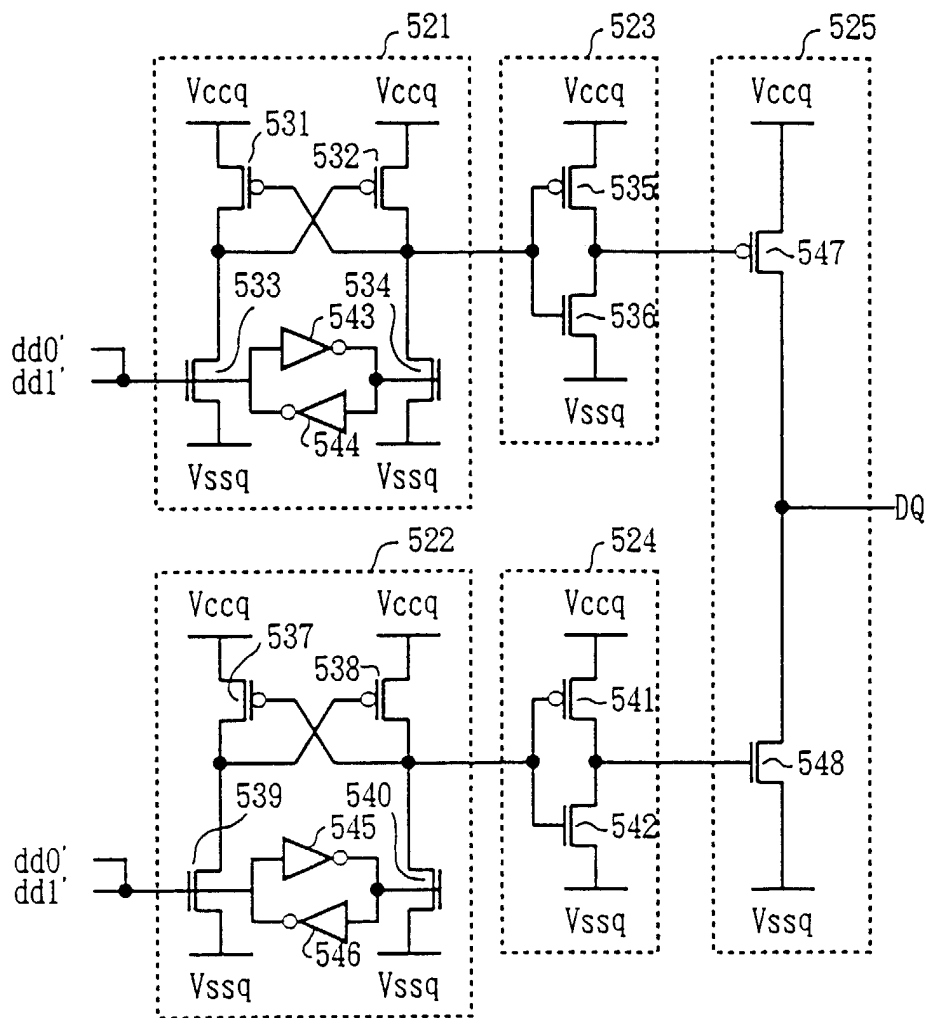 521
523
525
Vccq
Vccq
Vccq
Vccq
531
532
535
547
533
534
543
536
dd0'
dd1'
544
Vssq
Vssq
Vssq
DQ
522
524
Vccq
Vccq
Vccq
537
538
541
548
539
540
545
542
dd0'
dd1'
546
Vssq
Vssq
Vssq
Vssq